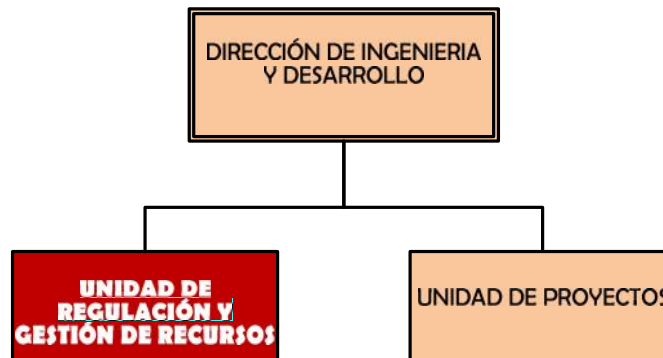 DIRECCIÓN DE INGENIERIA
Y DESARROLLO
UNIDAD DE
REGULACIÓN Y
GESTIÓN DE RECURSOS
UNIDAD DE PROYECTOS